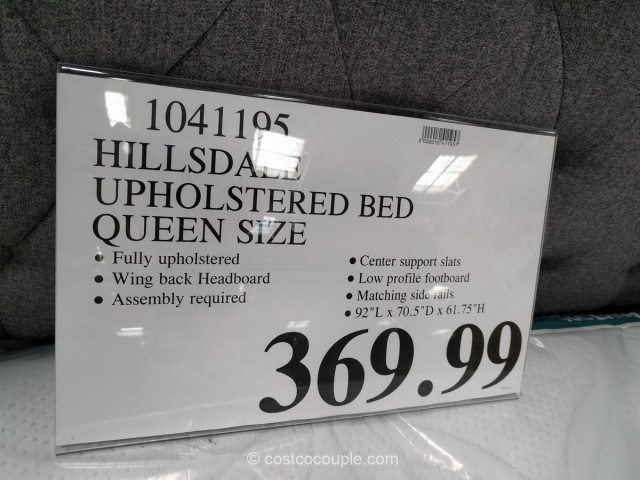 1041195
HILLSDALE
UPHOLSTERED BED
QUEEN SIZE
• Fully upholstered
• Wing back Headboard
• Assembly required
• Center support slats
• Low profile footboard
• Matching side rails
• 92"L x 70.5"D x 61.75"H
369.99
© costcocouple.com